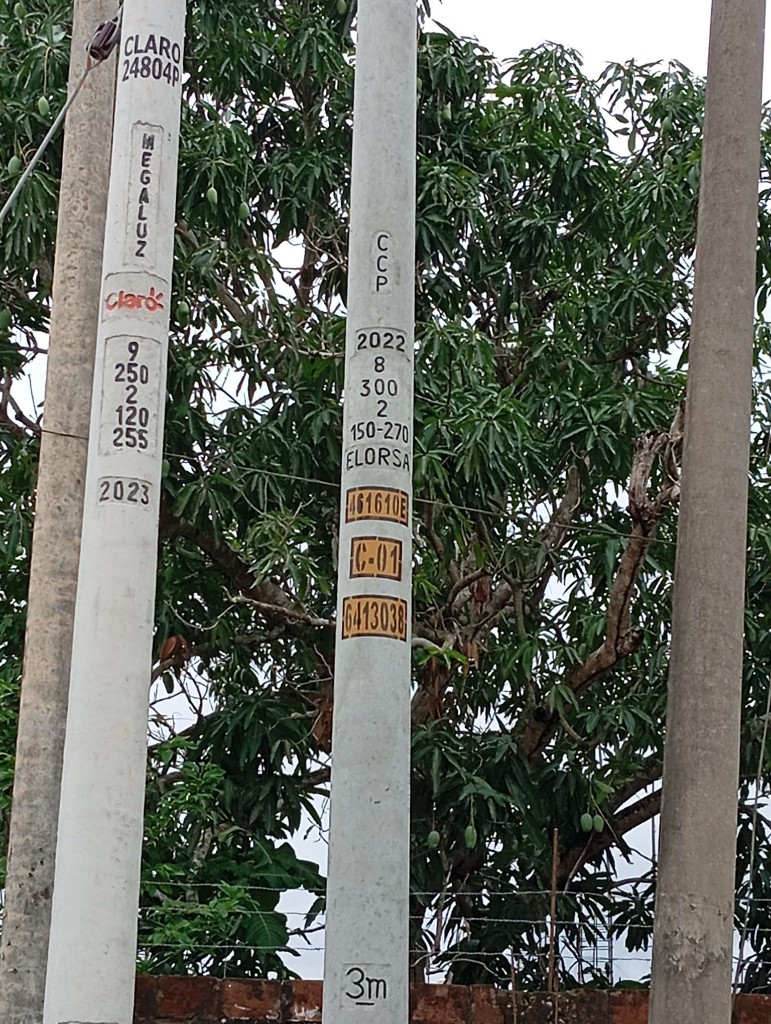 CLARO
24804P
MEGALUZ
Claro
9
250
2
120
255
2023
CCP
2022
8
300
2
150-270
ELORSA
461610E
C-01
6413038
3m